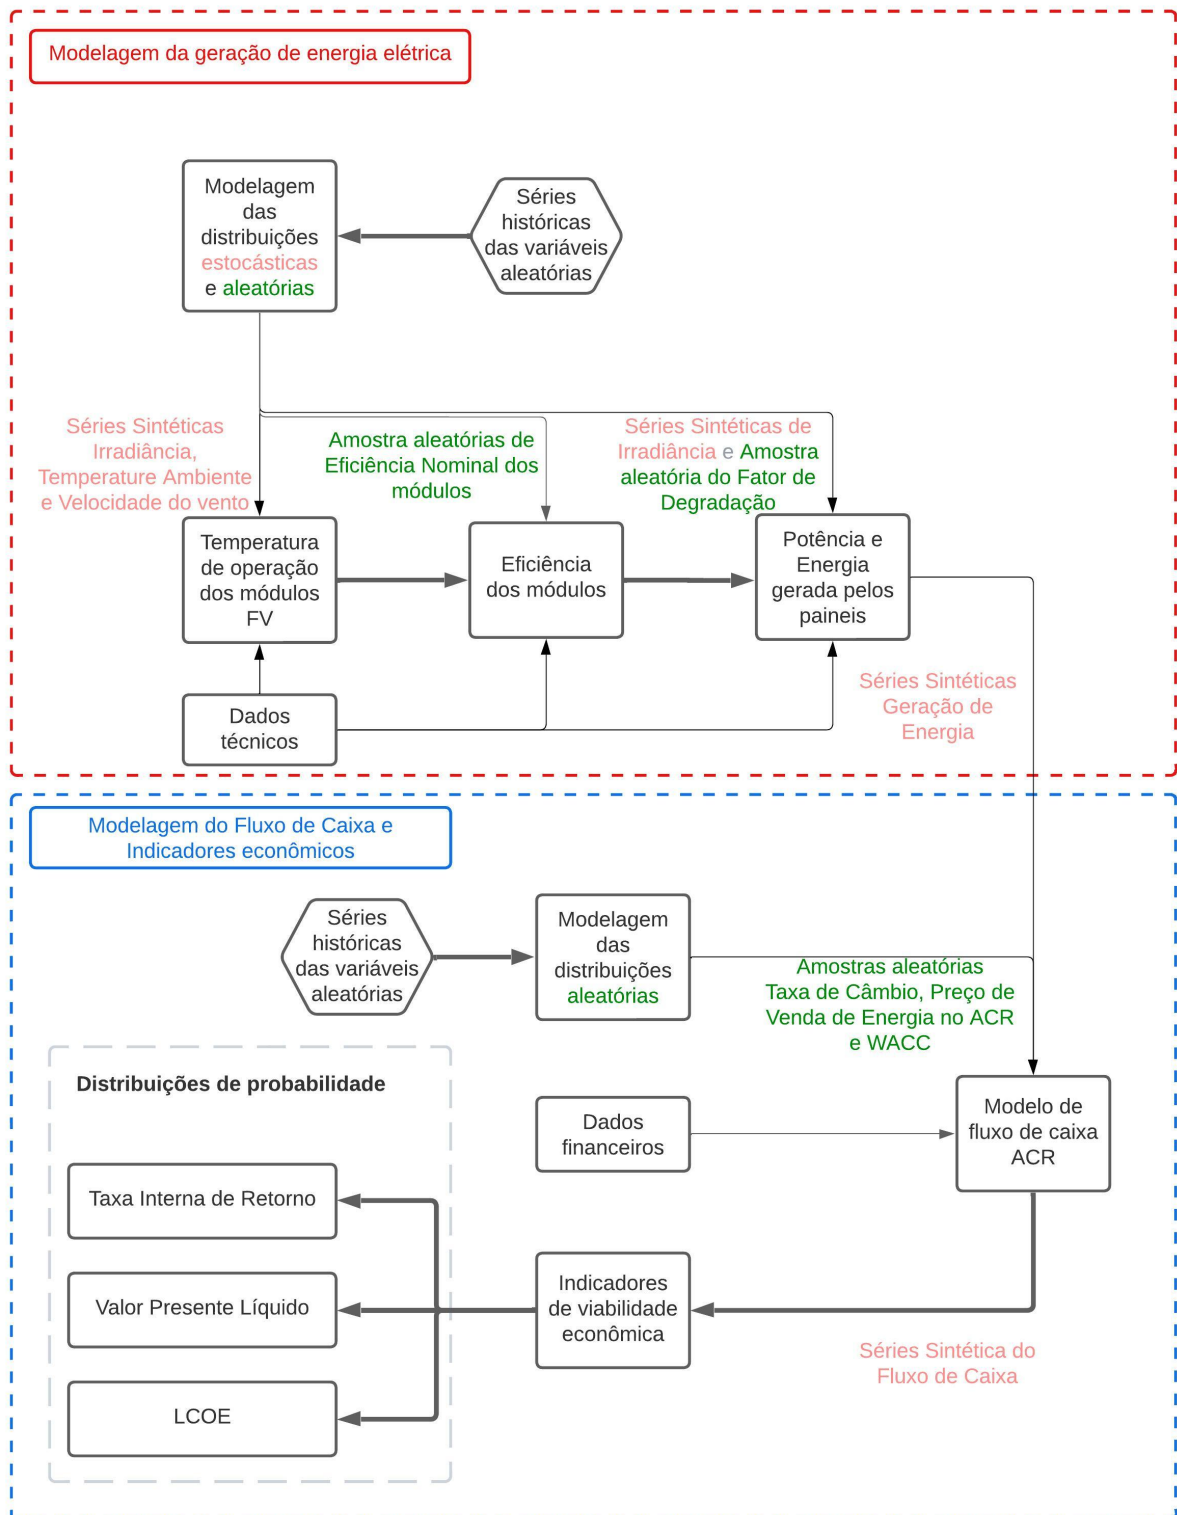 Modelagem da geração de energia elétrica
Modelagem
das
distribuições
estocásticas
e aleatórias
Séries
históricas
das variáveis
aleatórias
Séries Sintéticas
Irradiância,
Temperature Ambiente
e Velocidade do vento
Amostra aleatórias de
Eficiência Nominal dos
módulos
Séries Sintéticas de
Irradiância e Amostra
aleatória do Fator de
Degradação
Temperatura
de operação
dos módulos
FV
Eficiência
dos módulos
Potência e
Energia
gerada pelos
paineis
Dados
técnicos
Séries Sintéticas
Geração de
Energia
Modelagem do Fluxo de Caixa e
Indicadores econômicos
Séries
históricas
das variáveis
aleatórias
Modelagem
das
distribuições
aleatórias
Amostras aleatórias
Taxa de Câmbio, Preço de
Venda de Energia no ACR
e WACC
Distribuições de probabilidade
Dados
financeiros
Modelo de
fluxo de caixa
ACR
Taxa Interna de Retorno
Valor Presente Líquido
LCOE
Indicadores
de viabilidade
econômica
Séries Sintética do
Fluxo de Caixa